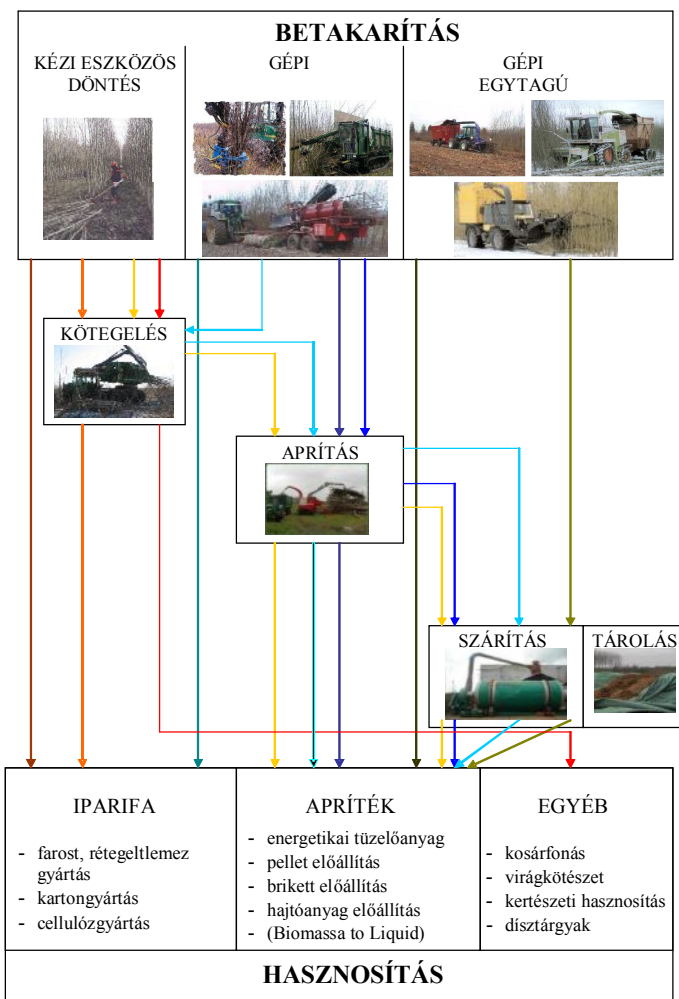 BETAKARÍTÁS
KÉZI ESZKÖZÖS
DÖNTÉS
GÉPI
GÉPI
EGYTAGÚ
KÖTEGELÉS
APRÍTÁS
SZÁRÍTÁS
TÁROLÁS
IPARIFA
- farost, rétegeltlemez
gyártás
- kartongyártás
- cellulózgyártás
APRÍTÉK
- energetikai tüzelőanyag
- pellet előállítás
- brikett előállítás
- hajtóanyag előállítás
- (Biomassa to Liquid)
EGYÉB
- kosárfonás
- virágkötészet
- kertészeti hasznosítás
- dísztárgyak
HASZNOSÍTÁS